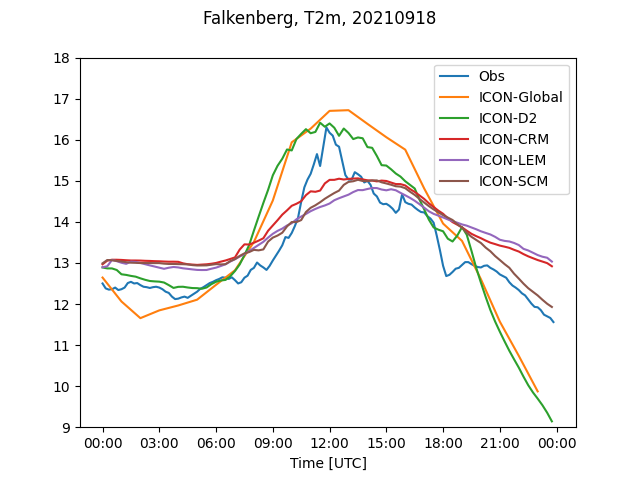 Falkenberg, T2m, 20210918
18
17
16
15
14
13
12
11
10
9
Obs
ICON-Global
ICON-D2
ICON-CRM
ICON-LEM
ICON-SCM
00:00 03:00 06:00 09:00 12:00 15:00 18:00 21:00 00:00
Time [UTC]